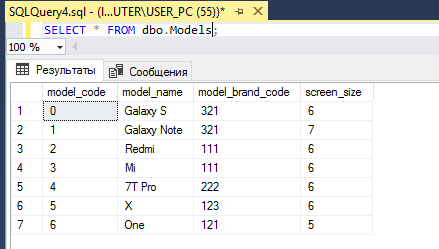 SQLQuery4.sql - (l...UTER\USER_PC (55))*
SELECT * FROM dbo.Models;
100 %
Результаты Сообщения
model_code model_name model_brand_code screen_size
1 0 Galaxy S 321 6
2 1 Galaxy Note 321 7
3 2 Redmi 111 6
4 3 Mi 111 6
5 4 7T Pro 222 6
6 5 X 123 6
7 6 One 121 5